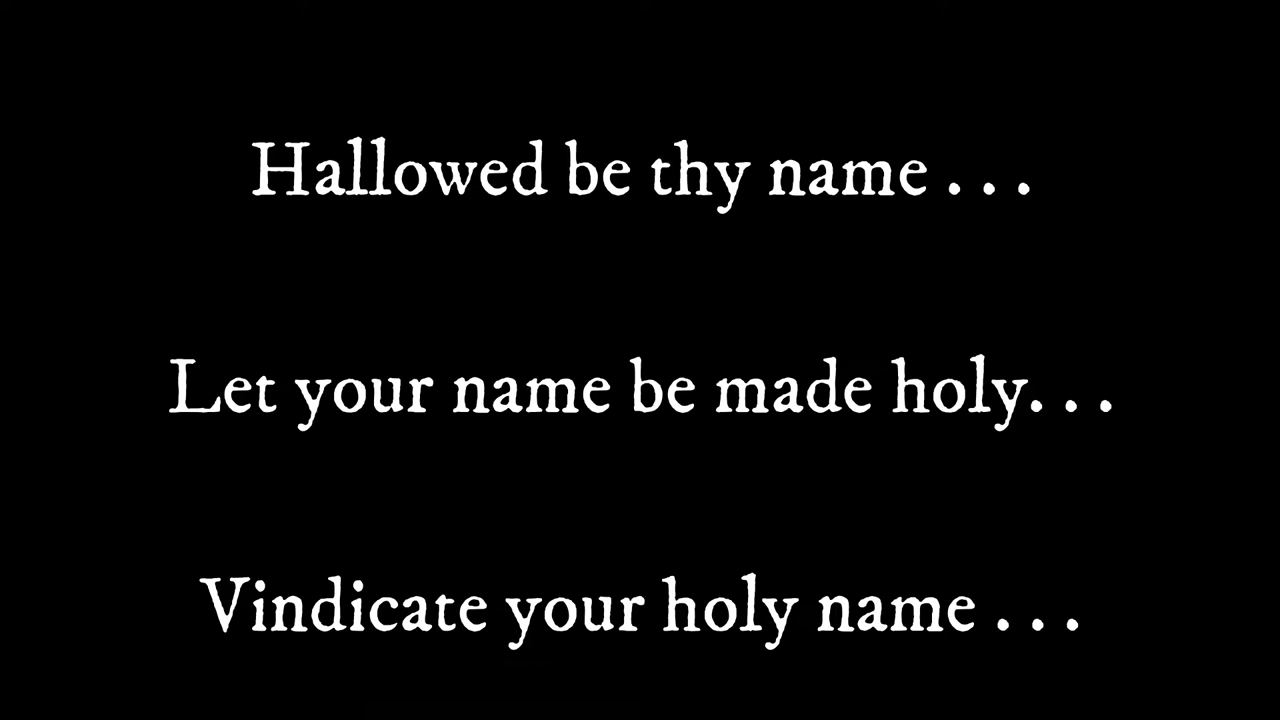 Hallowed be thy name . . .
Let your name be made holy. . .
Vindicate your holy name . . .